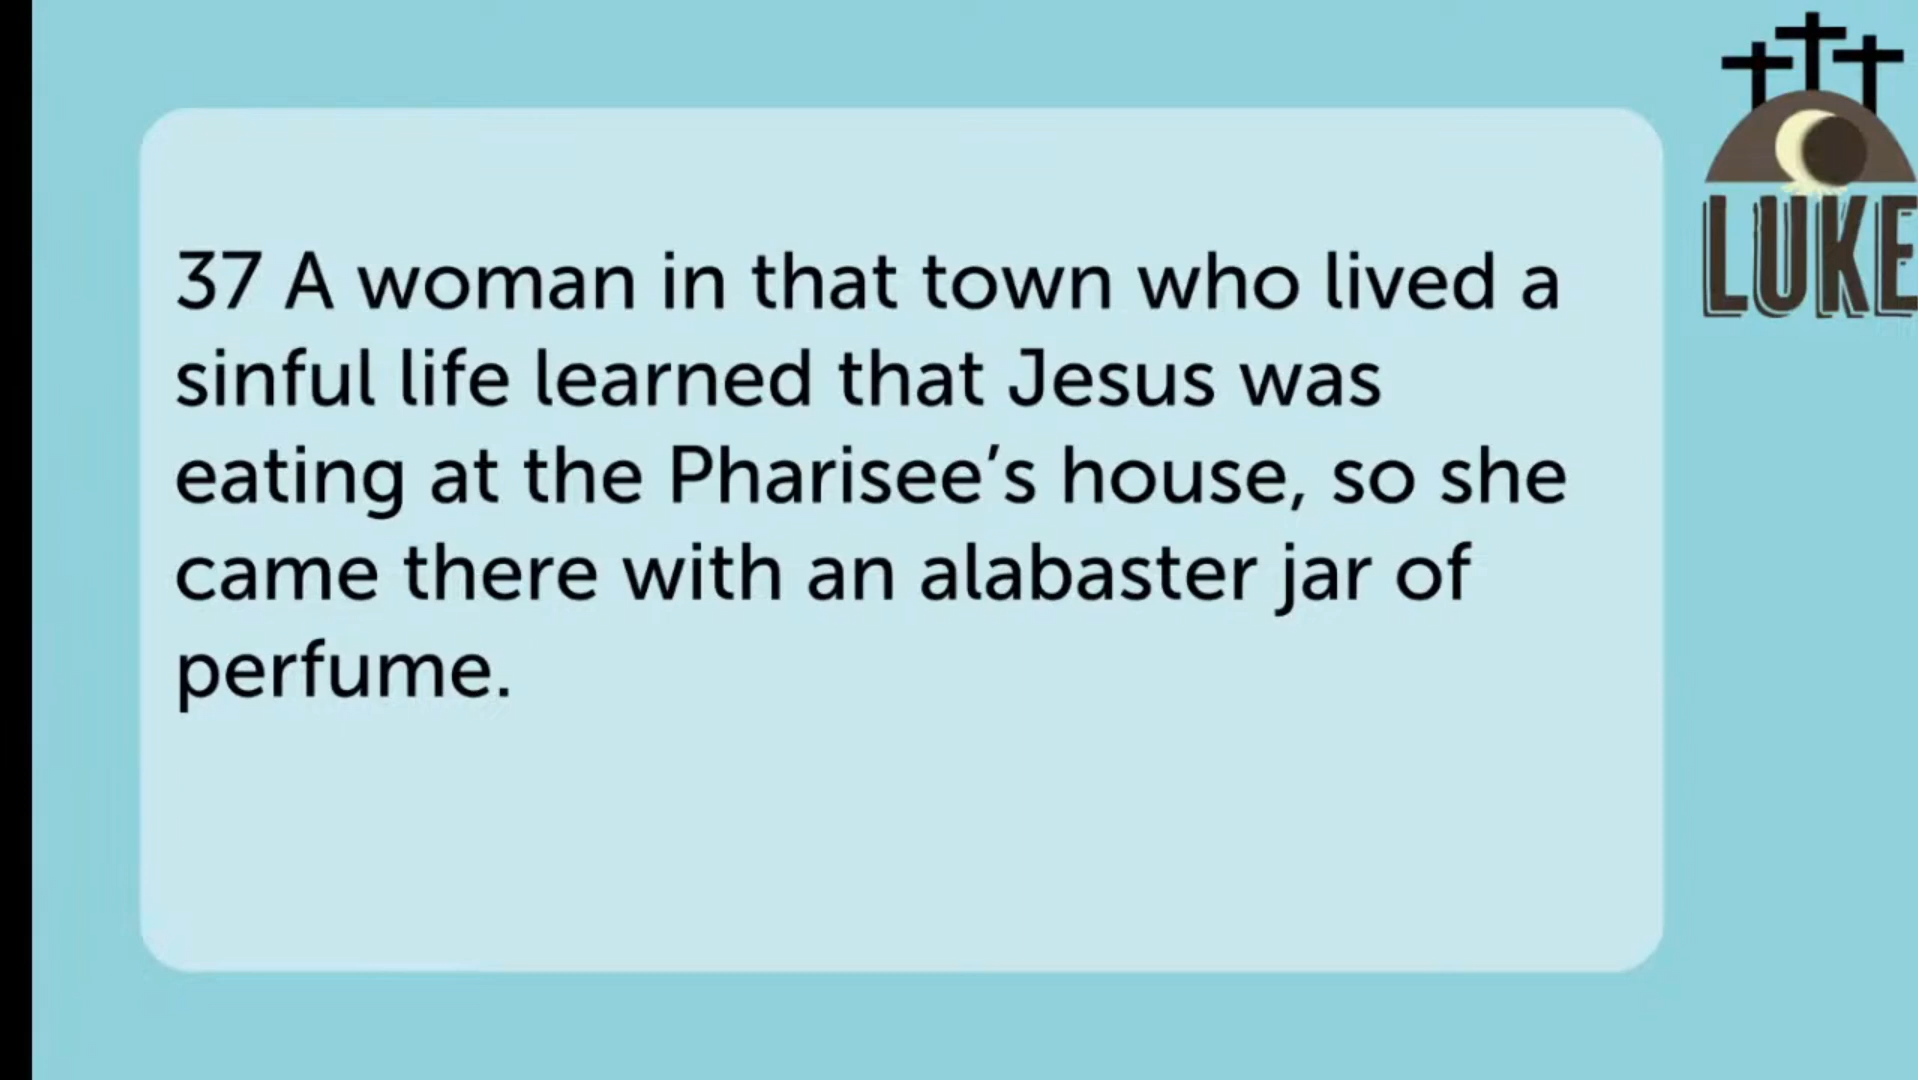 37 A woman in that town who lived a
sinful life learned that Jesus was
eating at the Pharisee’s house, so she
came there with an alabaster jar of
perfume.
LUKE